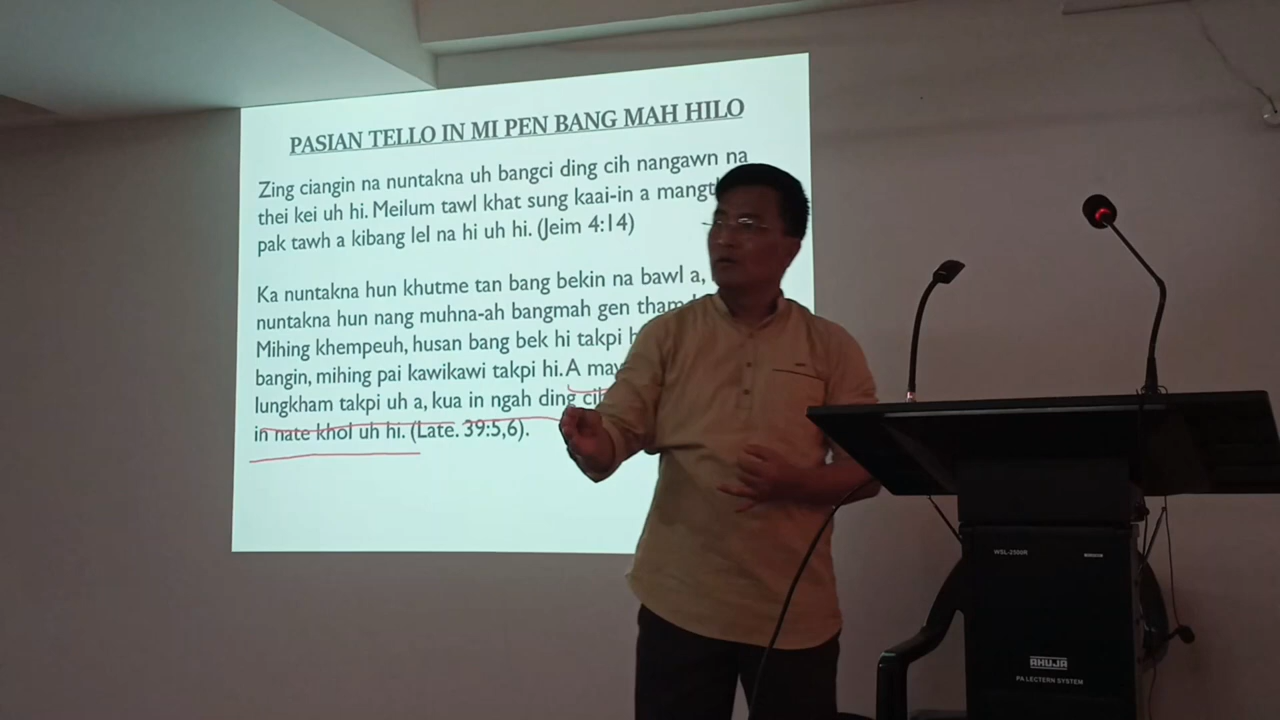 PASIAN TELLO IN MI PEN BANG MAH HILO
Zing ciangin na nuntakna uh bangci ding cih nangawn na
thei kei uh hi. Meilum tawl khat sung kaai-in a
pak tawh a kibang lel na hi uh hi. (Jeim 4:14)
Ka nuntakna hun khutme tan bang bekin na bawl a,
nuntakna hun nang muhna-ah bangmah gen
Mihing khempeuh, husan bang bek hi takpi
bangin, mihing pai kawikawi takpi hi. A
lungkham takpi uh a, kua in ngah ding
in nate khol uh hi. (Late. 39:5,6).
WSL-2500R
AHUJA
PA LECTERN SYSTEM